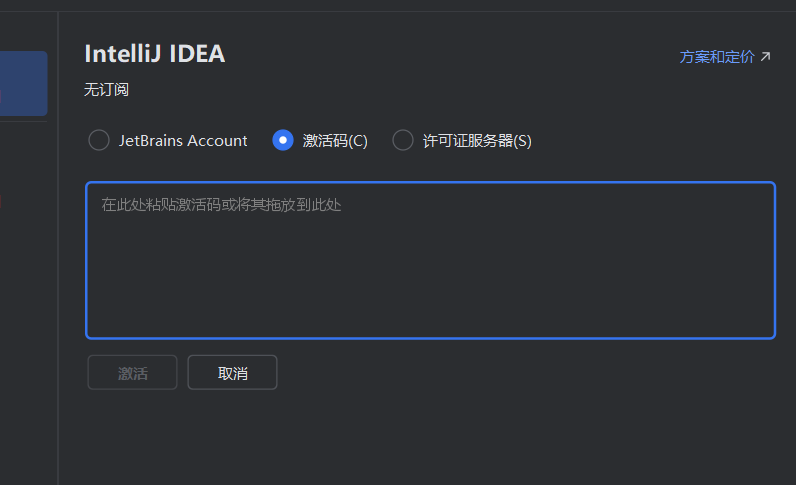 IntelliJ IDEA
方案和定价
无订阅
JetBrains Account 激活码(C) 许可证服务器(S)
在此处粘贴激活码或将其拖放到此处
激活 取消